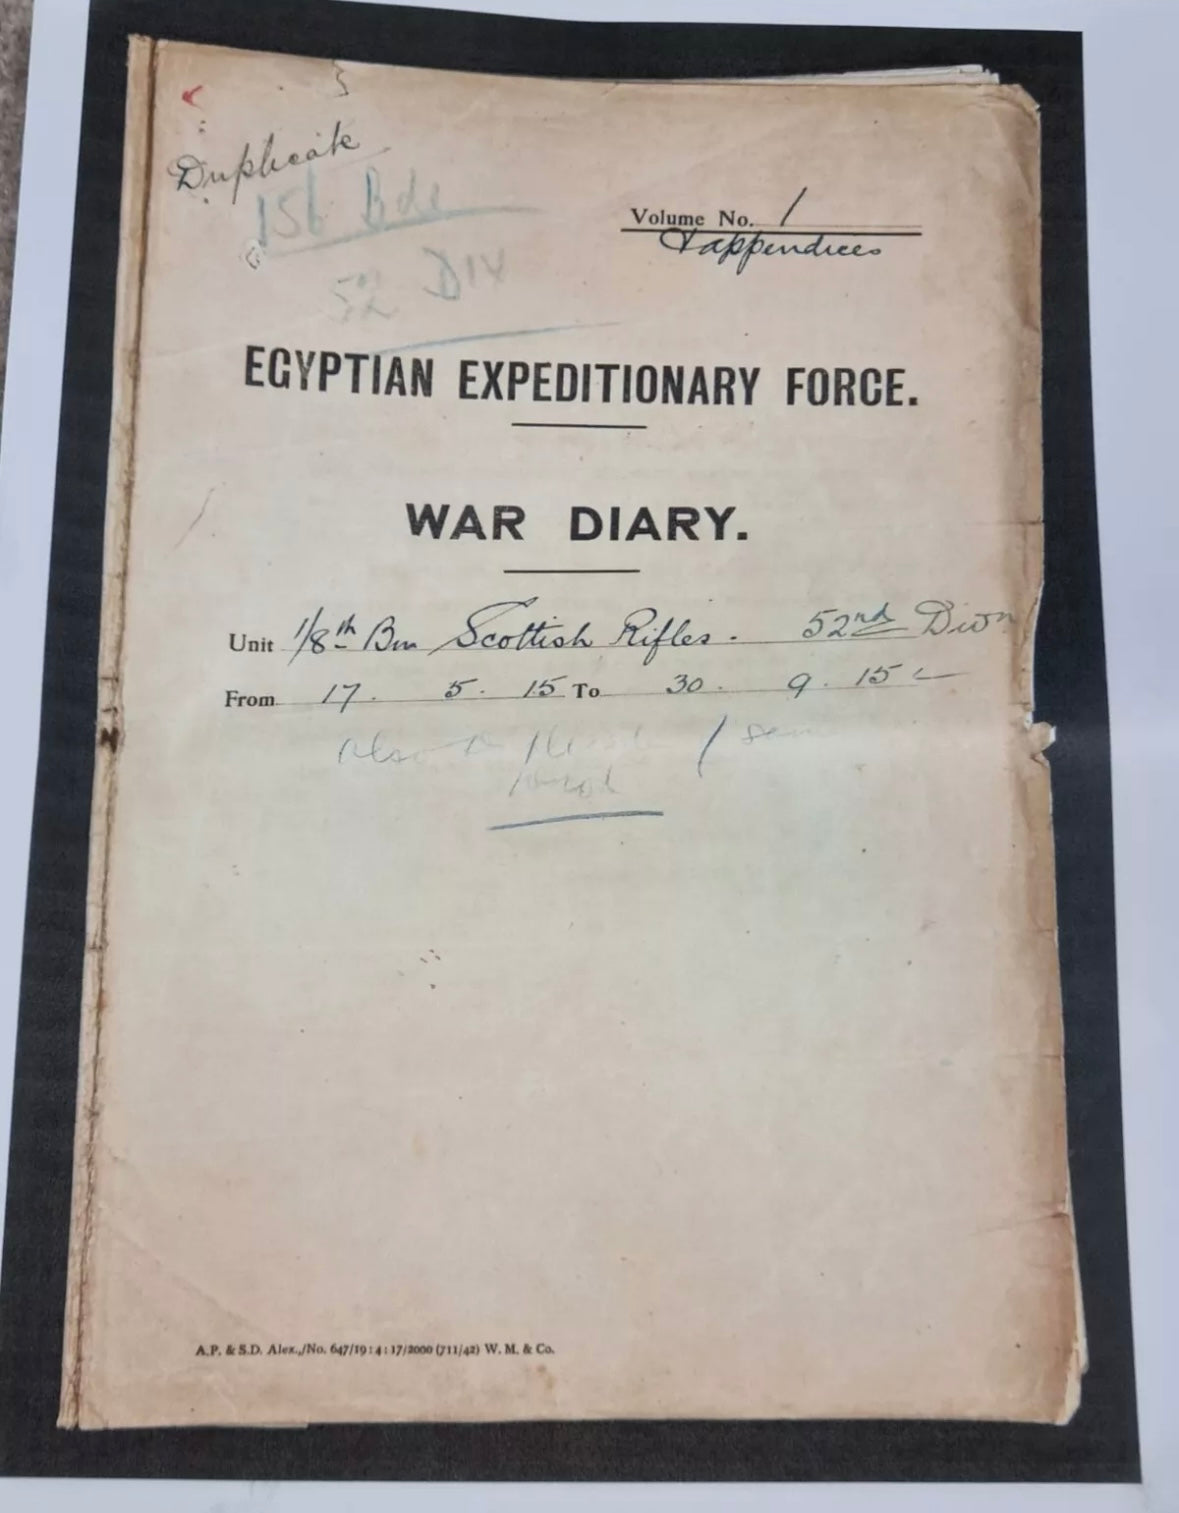 Duplicate
156 Bde
52 DIV
Volume No. 1
& appendices
EGYPTIAN EXPEDITIONARY FORCE.
WAR DIARY.
Unit 1/8th Bn Scottish Rifles. 52nd Divn
From 17. 5. 15 To 30. 9. 15
Also
A.P. & S.D. Alex.,/No. 647/19:4:17/2000 (711/42) W. M. & Co.